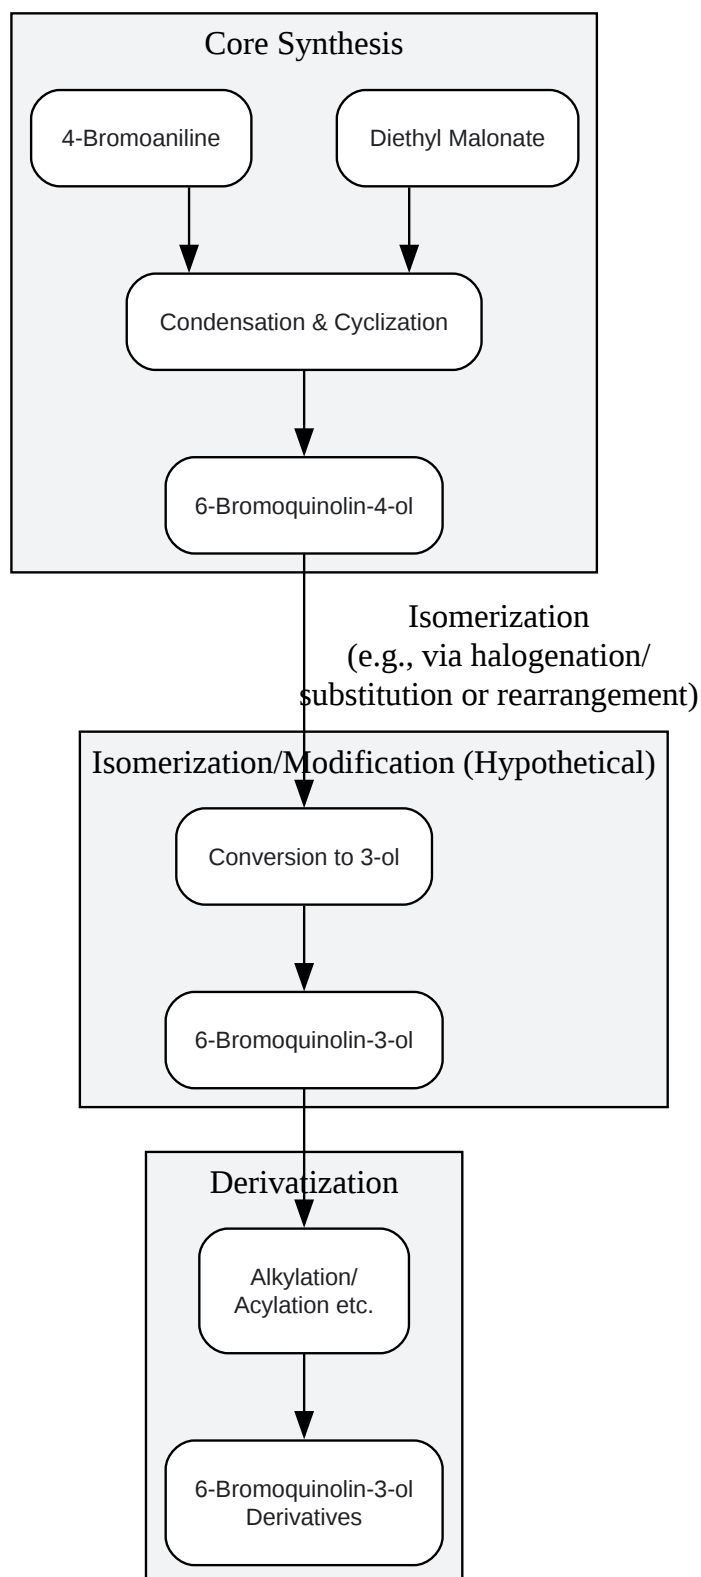 Core Synthesis
4-Bromoaniline
Diethyl Malonate
Condensation & Cyclization
6-Bromoquinolin-4-ol
Isomerization
(e.g., via halogenation/
substitution or rearrangement)
Isomerization/Modification (Hypothetical)
Conversion to 3-ol
6-Bromoquinolin-3-ol
Derivatization
Alkylation/
Acylation etc.
6-Bromoquinolin-3-ol
Derivatives